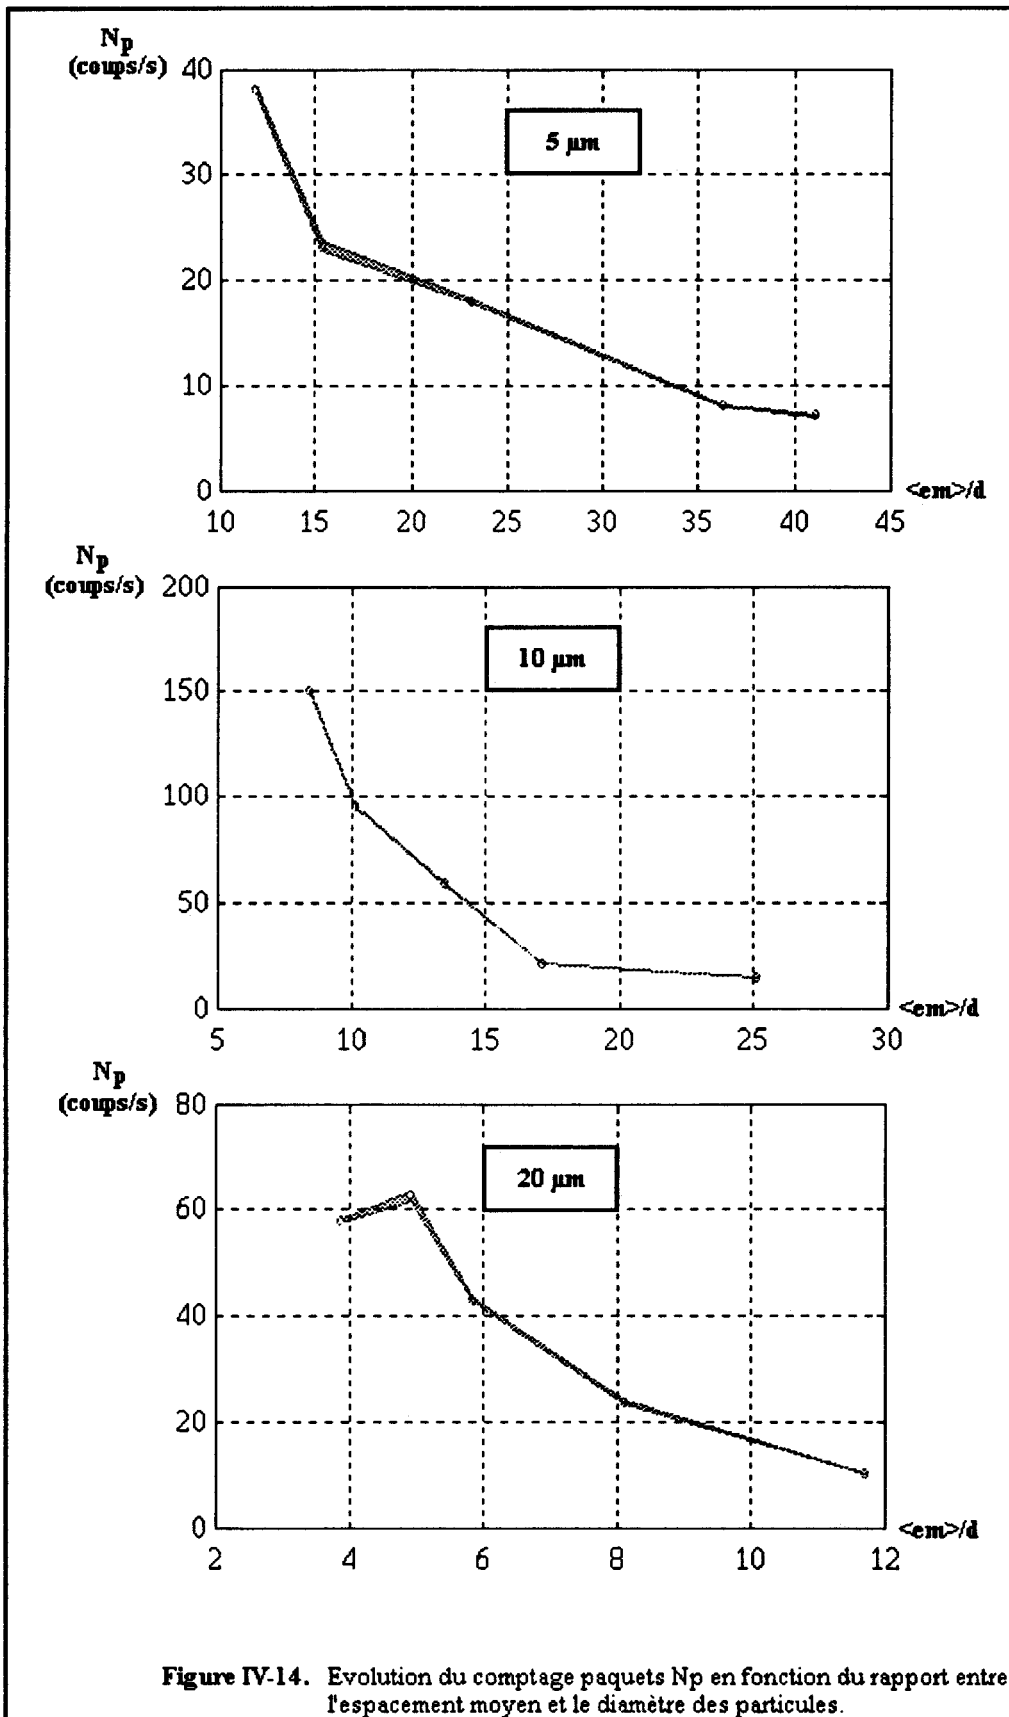 Np
(coups/s)
40
5 µm
30
20
10
0
<em>/d
10 15 20 25 30 35 40 45
Np
(coups/s)
200
10 µm
150
100
50
0
<em>/d
5 10 15 20 25 30
Np
(coups/s)
80
20 µm
60
40
20
0
<em>/d
2 4 6 8 10 12
Figure IV-14. Evolution du comptage paquets Np en fonction du rapport entre
l'espacement moyen et le diamètre des particules.